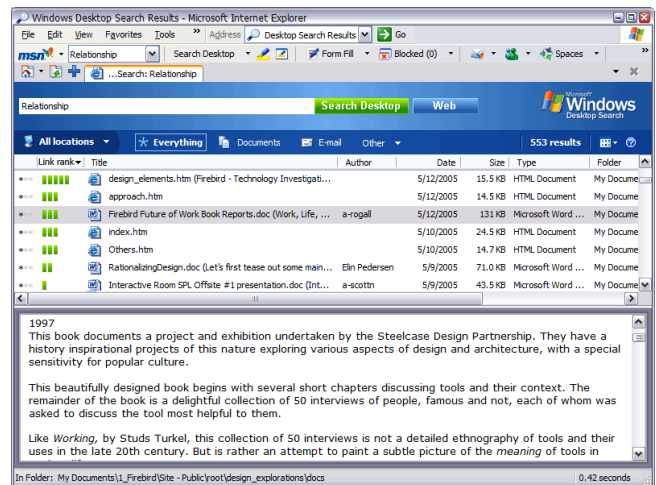 Windows Desktop Search Results - Microsoft Internet Explorer
File Edit View Favorites Tools » Address Desktop Search Results Go
msn Relationship Search Desktop Form Fill Blocked (0) Spaces »
...Search: Relationship
Relationship Search Desktop Web Microsoft Windows Desktop Search
All locations Everything Documents E-mail Other 553 results
Link rank Title Author Date Size Type Folder
design_elements.htm (Firebird - Technology Investigati... 5/12/2005 15.5 KB HTML Document My Docume
approach.htm 5/12/2005 14.5 KB HTML Document My Docume
Firebird Future of Work Book Reports.doc (Work, Life, ... a-rogall 5/12/2005 131 KB Microsoft Word ... My Docume
index.htm 5/10/2005 24.5 KB HTML Document My Docume
Others.htm 5/10/2005 14.7 KB HTML Document My Docume
RationalizingDesign.doc (Let's first tease out some main... Elin Pedersen 5/9/2005 71.0 KB Microsoft Word ... My Docume
Interactive Room SPL Offsite #1 presentation.doc (Int... a-scottn 5/9/2005 43.5 KB Microsoft Word ... My Docume
1997
This book documents a project and exhibition undertaken by the Steelcase Design Partnership. They have a
history inspirational projects of this nature exploring various aspects of design and architecture, with a special
sensitivity for popular culture.
This beautifully designed book begins with several short chapters discussing tools and their context. The
remainder of the book is a delightful collection of 50 interviews of people, famous and not, each of whom was
asked to discuss the tool most helpful to them.
Like Working, by Studs Turkel, this collection of 50 interviews is not a detailed ethnography of tools and their
uses in the late 20th century. But is rather an attempt to paint a subtle picture of the meaning of tools in
In Folder: My Documents\1_Firebird\Site - Public\root\design_explorations\docs 0.42 seconds